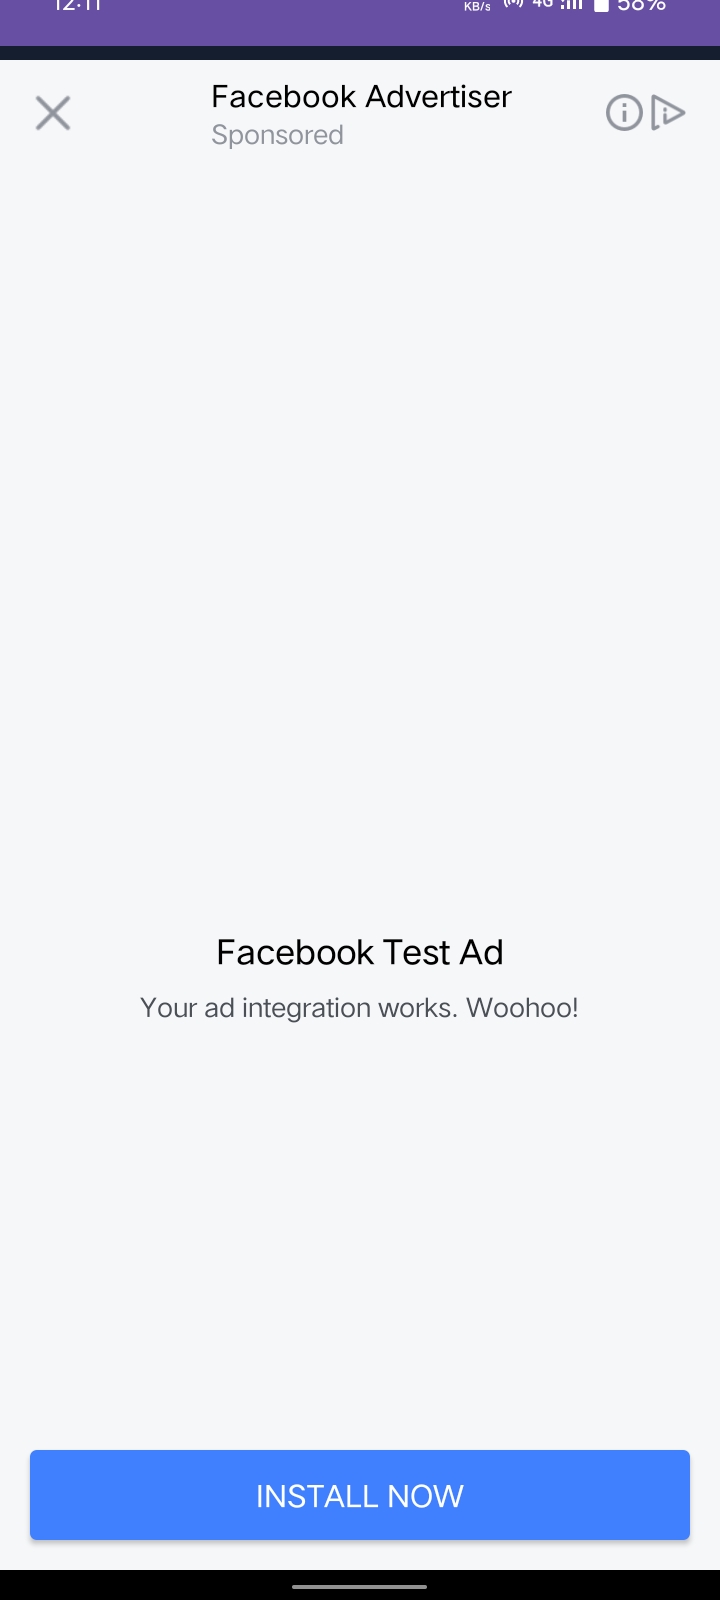 12:11
KB/s 4G 58%
Facebook Advertiser
Sponsored
Facebook Test Ad
Your ad integration works. Woohoo!
INSTALL NOW